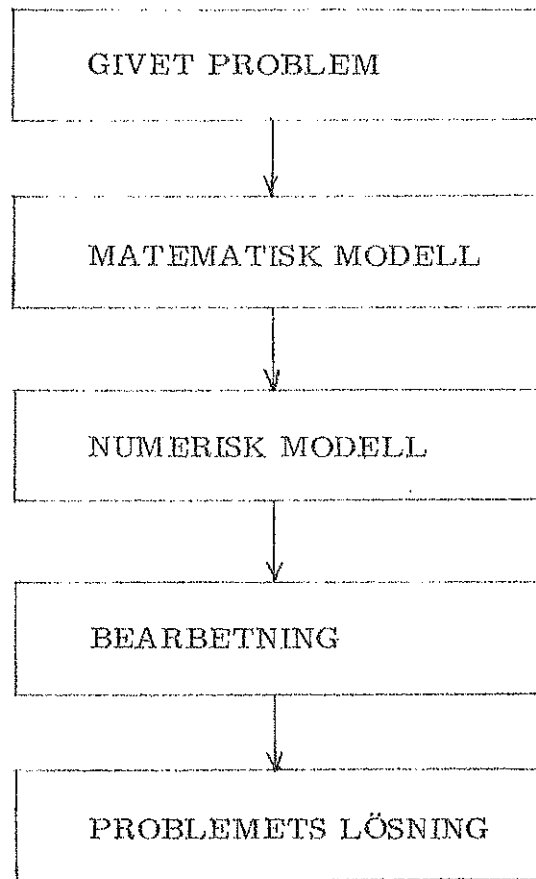 GIVET PROBLEM
MATEMATISK MODELL
NUMERISK MODELL
BEARBETNING
PROBLEMETS LÖSNING